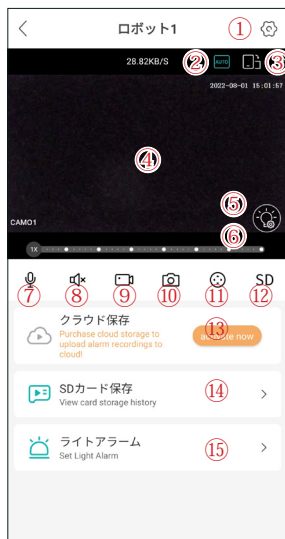 ロボット1 ①
28.82KB/S ② AUTO ③
2022-08-01 15:01:57
④
⑤
CAM01 ⑥
1X
⑦ ⑧ ⑨ ⑩ ⑪ SD ⑫
クラウド保存
Purchase cloud storage to
upload alarm recordings to
cloud!
⑬ now
SDカード保存
View card storage history
⑭
ライトアラーム
Set Light Alarm
⑮